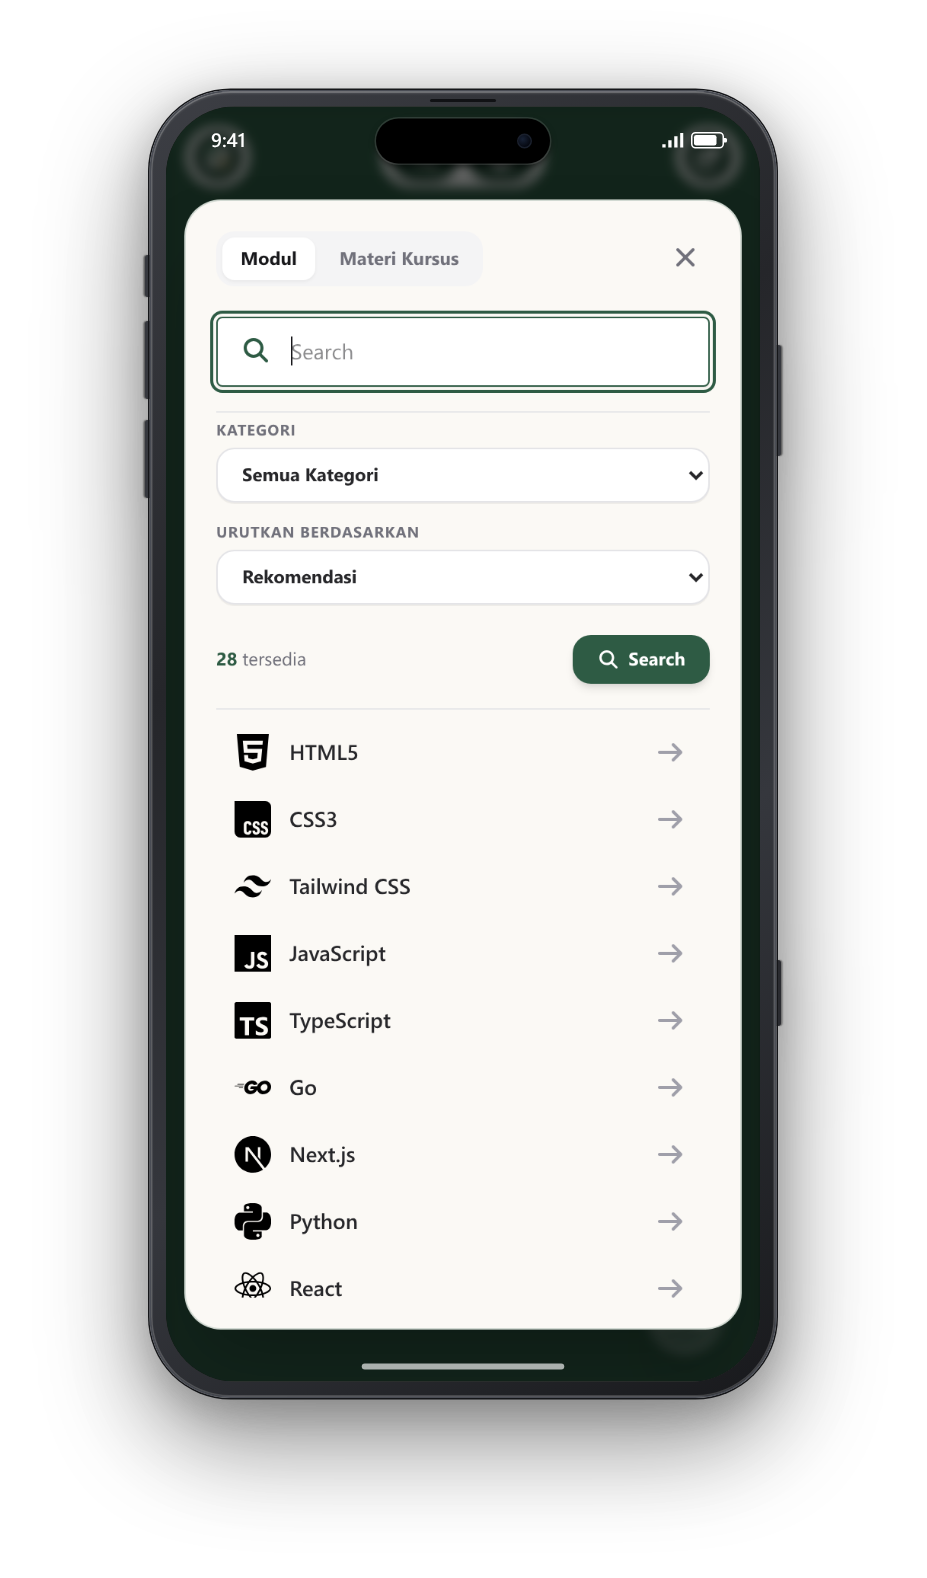 9:41
Modul
Materi Kursus
Search
KATEGORI
Semua Kategori
URUTKAN BERDASARKAN
Rekomendasi
28 tersedia
Search
5 HTML5
CSS CSS3
Tailwind CSS
JS JavaScript
TS TypeScript
GO Go
N Next.js
Python
React